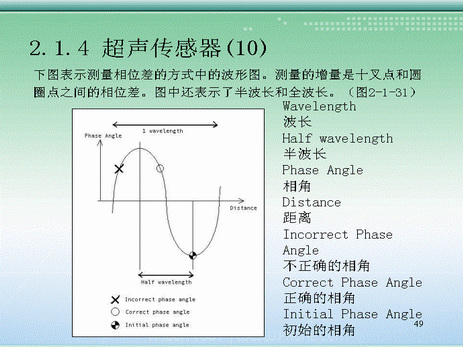 2.1.4 超声传感器(10)
下图表示测量相位差的方式中的波形图。测量的增量是十叉点和圆
圈点之间的相位差。图中还表示了半波长和全波长。（图2-1-31）
1 wavelength
Phase Angle
Distance
Half wavelength
Incorrect phase angle
Correct phase angle
Initial phase angle
Wavelength
波长
Half wavelength
半波长
Phase Angle
相角
Distance
距离
Incorrect Phase
Angle
不正确的相角
Correct Phase Angle
正确的相角
Initial Phase Angle
初始的相角
49